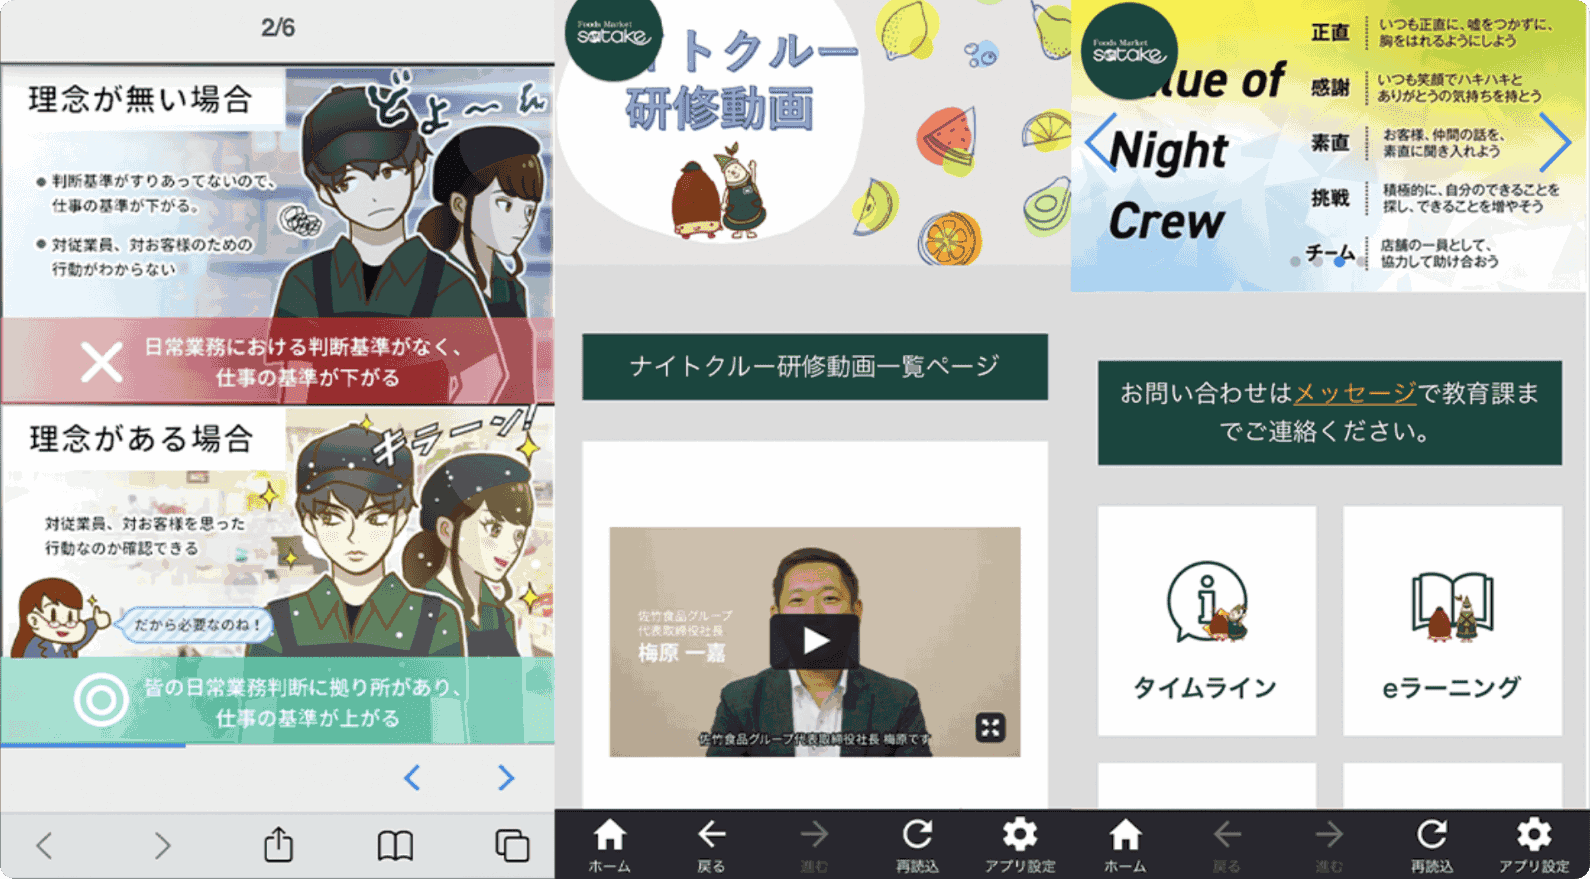 2/6
理念が無い場合
どよ〜ん
● 判断基準がすりあってないので、
仕事の基準が下がる。
● 対従業員、対お客様のための
行動がわからない
日常業務における判断基準がなく、
仕事の基準が下がる
理念がある場合
キラーン!
対従業員、対お客様を思った
行動なのか確認できる
だから必要なのね！
皆の日常業務判断に拠り所があり、
仕事の基準が上がる
Foods Market
satake
イトクルー
研修動画
ナイトクルー研修動画一覧ページ
佐竹食品グループ
代表取締役社長
梅原 一嘉
佐竹食品グループ代表取締役社長 梅原です
ホーム
戻る
進む
再読込
アプリ設定
Foods Market
satake
lue of
Night
Crew
正直
いつも正直に、嘘をつかずに、
胸をはれるようにしよう
感謝
いつも笑顔でハキハキと
ありがとうの気持ちを持とう
素直
お客様、仲間の話を、
素直に聞き入れよう
挑戦
積極的に、自分のできることを
探し、できることを増やそう
チーム
店舗の一員として、
協力して助け合おう
お問い合わせはメッセージで教育課ま
でご連絡ください。
タイムライン
eラーニング
ホーム
戻る
進む
再読込
アプリ設定